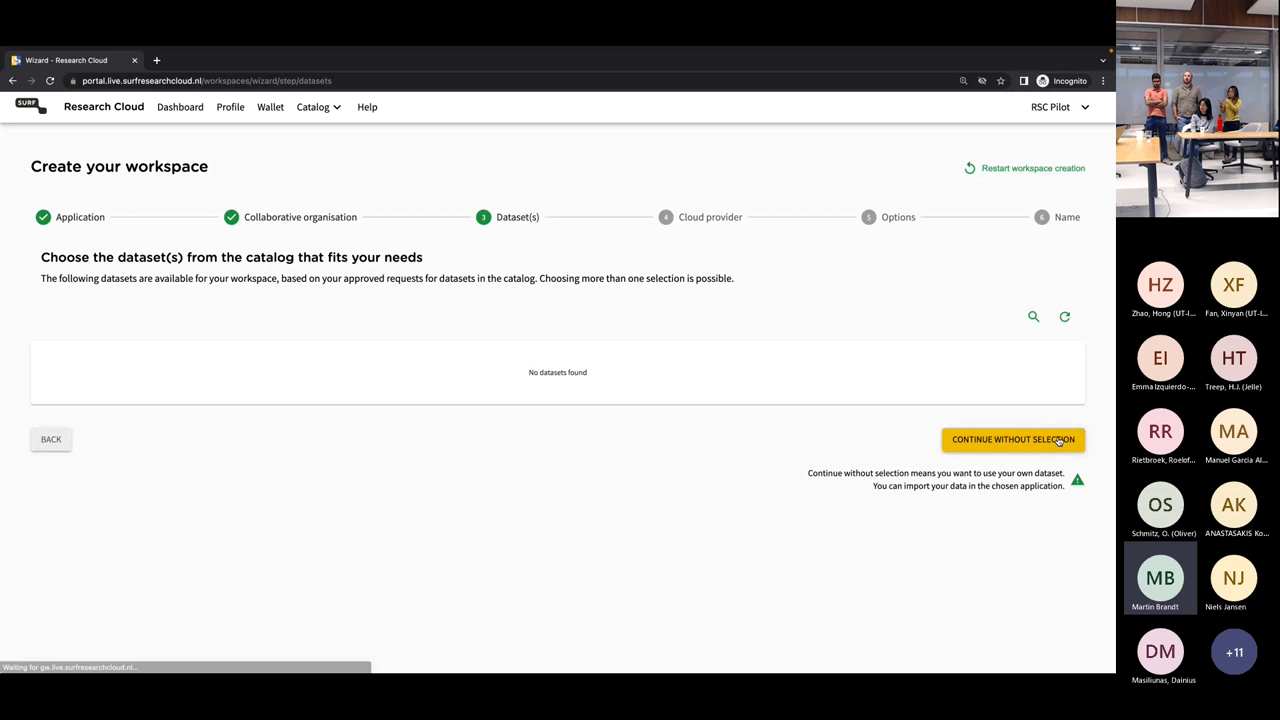 Wizard - Research Cloud
portal.live.surfresearchcloud.nl/workspaces/wizard/step/datasets
Incognito
SURF
Research Cloud
Dashboard
Profile
Wallet
Catalog
Help
RSC Pilot
Create your workspace
Restart workspace creation
Application
Collaborative organisation
3 Dataset(s)
4 Cloud provider
5 Options
6 Name
Choose the dataset(s) from the catalog that fits your needs
The following datasets are available for your workspace, based on your approved requests for datasets in the catalog. Choosing more than one selection is possible.
No datasets found
BACK
CONTINUE WITHOUT SELECTION
Continue without selection means you want to use your own dataset.
You can import your data in the chosen application.
Waiting for gw.live.surfresearchcloud.nl...
HZ
Zhao, Hong (UT-I...
XF
Fan, Xinyan (UT-I...
EI
Emma Izquierdo-...
HT
Treep, H.J. (Jelle)
RR
Rietbroek, Roelof...
MA
Manuel Garcia Al...
OS
Schmitz, O. (Oliver)
AK
ANASTASAKIS Ko...
MB
Martin Brandt
NJ
Niels Jansen
DM
Masiliunas, Dainius
+11